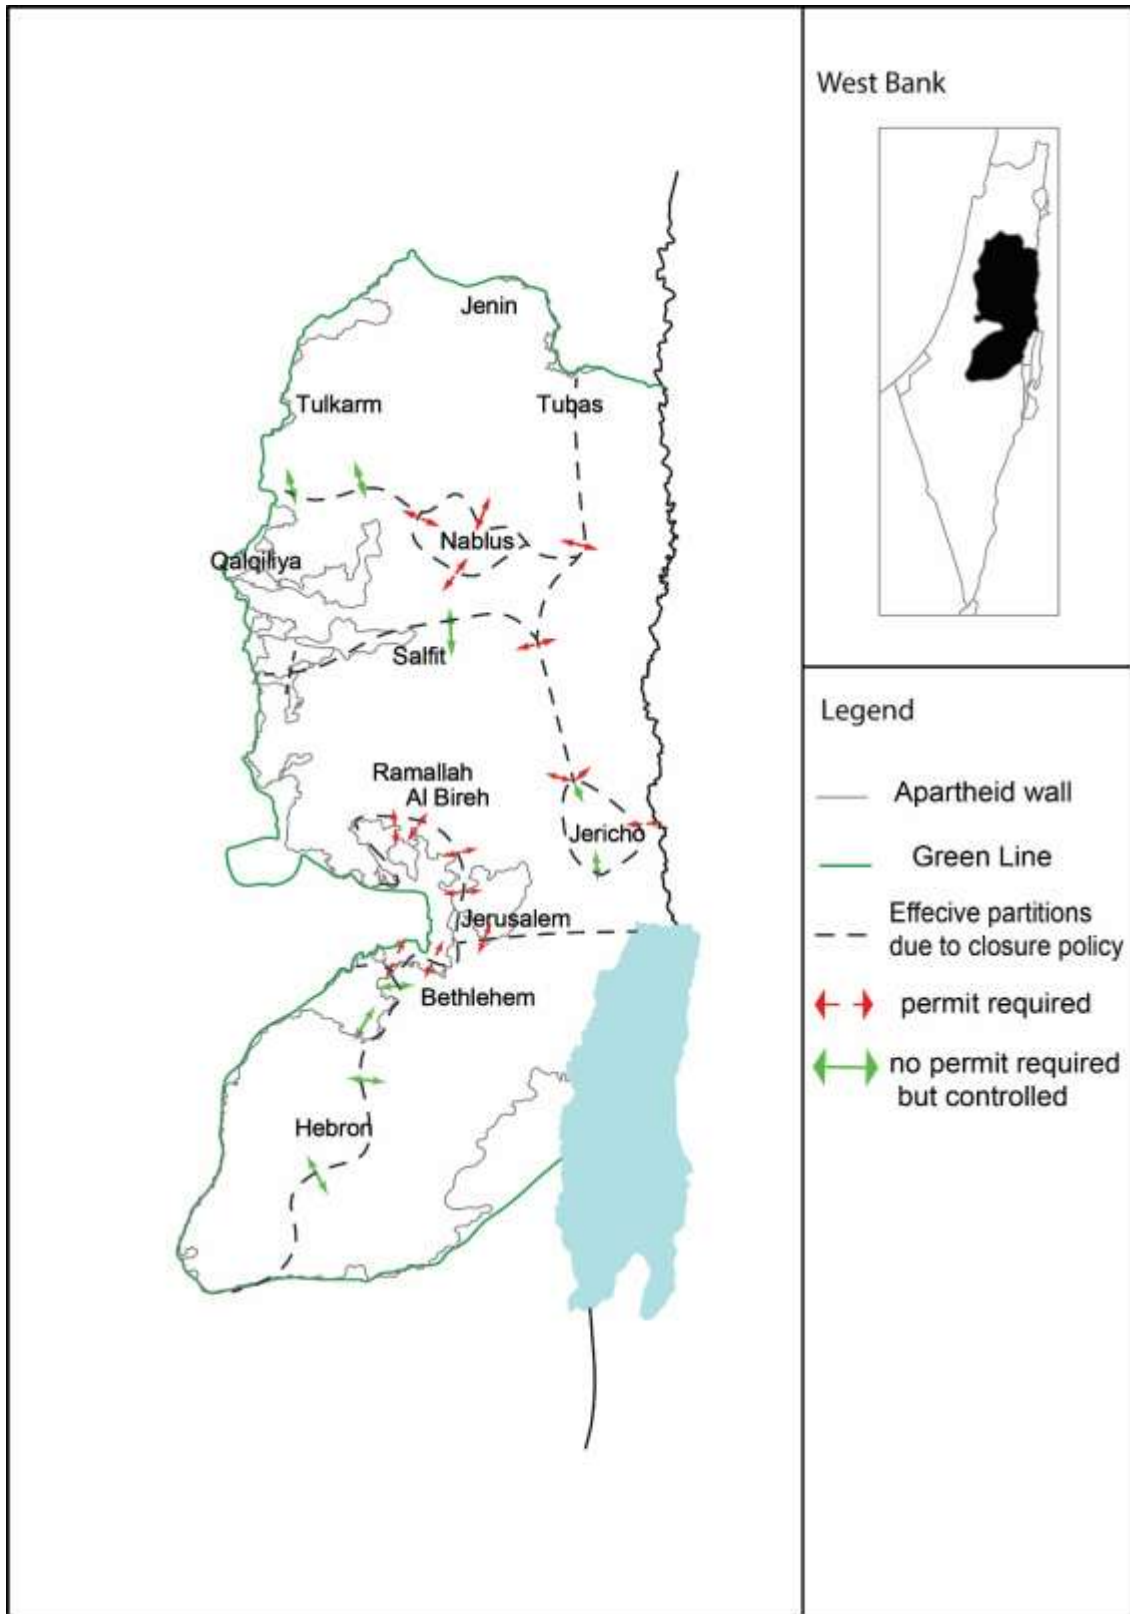 West Bank
Jenin
Tulkarm
Tubas
Nablus
Qalqiliya
Salfit
Ramallah
Al Bireh
Jericho
Jerusalem
Bethlehem
Hebron
Legend
Apartheid wall
Green Line
Effecive partitions
due to closure policy
permit required
no permit required
but controlled